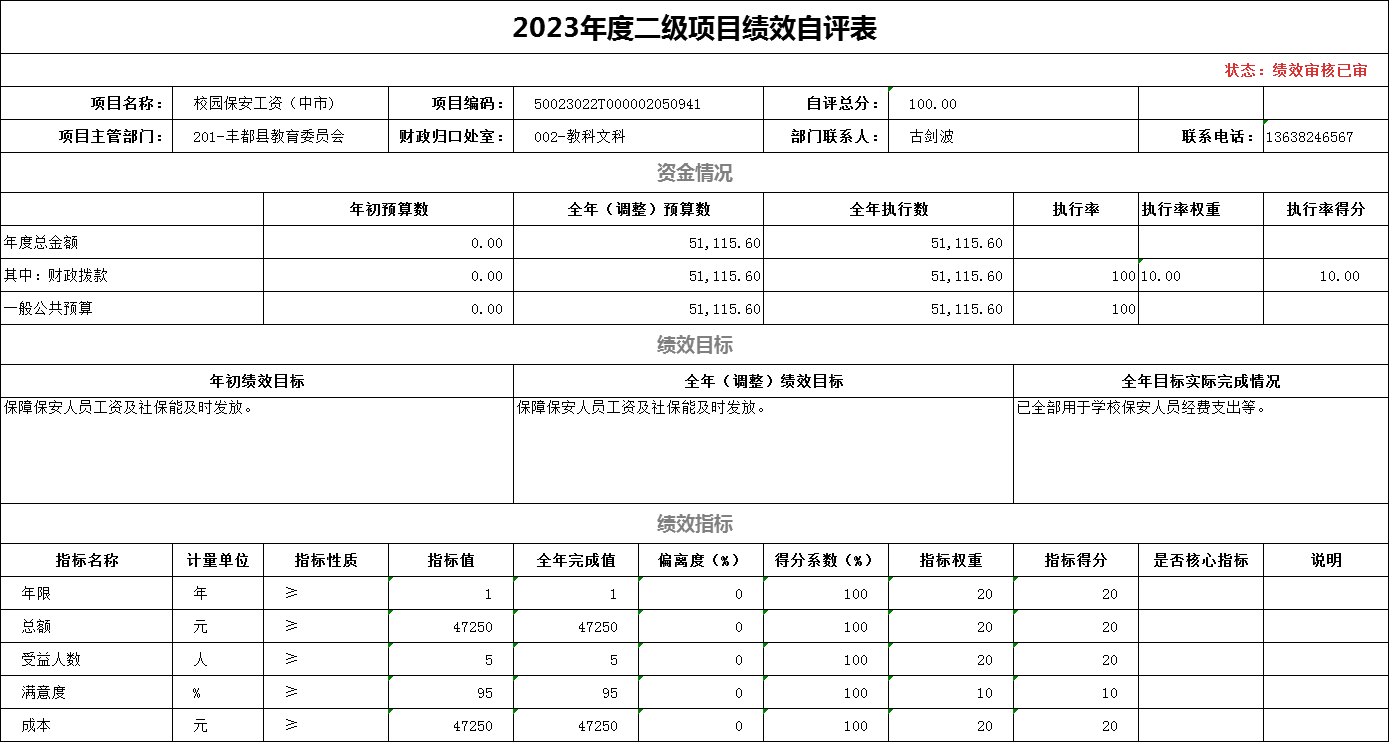 2023年度二级项目绩效自评表
状态：绩效审核已审
项目名称： 校园保安工资（中市） 项目编码： 50023022T000002050941 自评总分： 100.00
项目主管部门： 201-丰都县教育委员会 财政归口处室： 002-教科文科 部门联系人： 古剑波 联系电话： 13638246567
资金情况
年初预算数 全年（调整）预算数 全年执行数 执行率 执行率权重 执行率得分
年度总金额 0.00 51,115.60 51,115.60
其中：财政拨款 0.00 51,115.60 51,115.60 100 10.00 10.00
一般公共预算 0.00 51,115.60 51,115.60 100
绩效目标
年初绩效目标 全年（调整）绩效目标 全年目标实际完成情况
保障保安人员工资及社保能及时发放。 保障保安人员工资及社保能及时发放。 已全部用于学校保安人员经费支出等。
绩效指标
指标名称 计量单位 指标性质 指标值 全年完成值 偏离度（%） 得分系数（%） 指标权重 指标得分 是否核心指标 说明
年限 年 ≥ 1 1 0 100 20 20
总额 元 ≥ 47250 47250 0 100 20 20
受益人数 人 ≥ 5 5 0 100 20 20
满意度 % ≥ 95 95 0 100 10 10
成本 元 ≥ 47250 47250 0 100 20 20